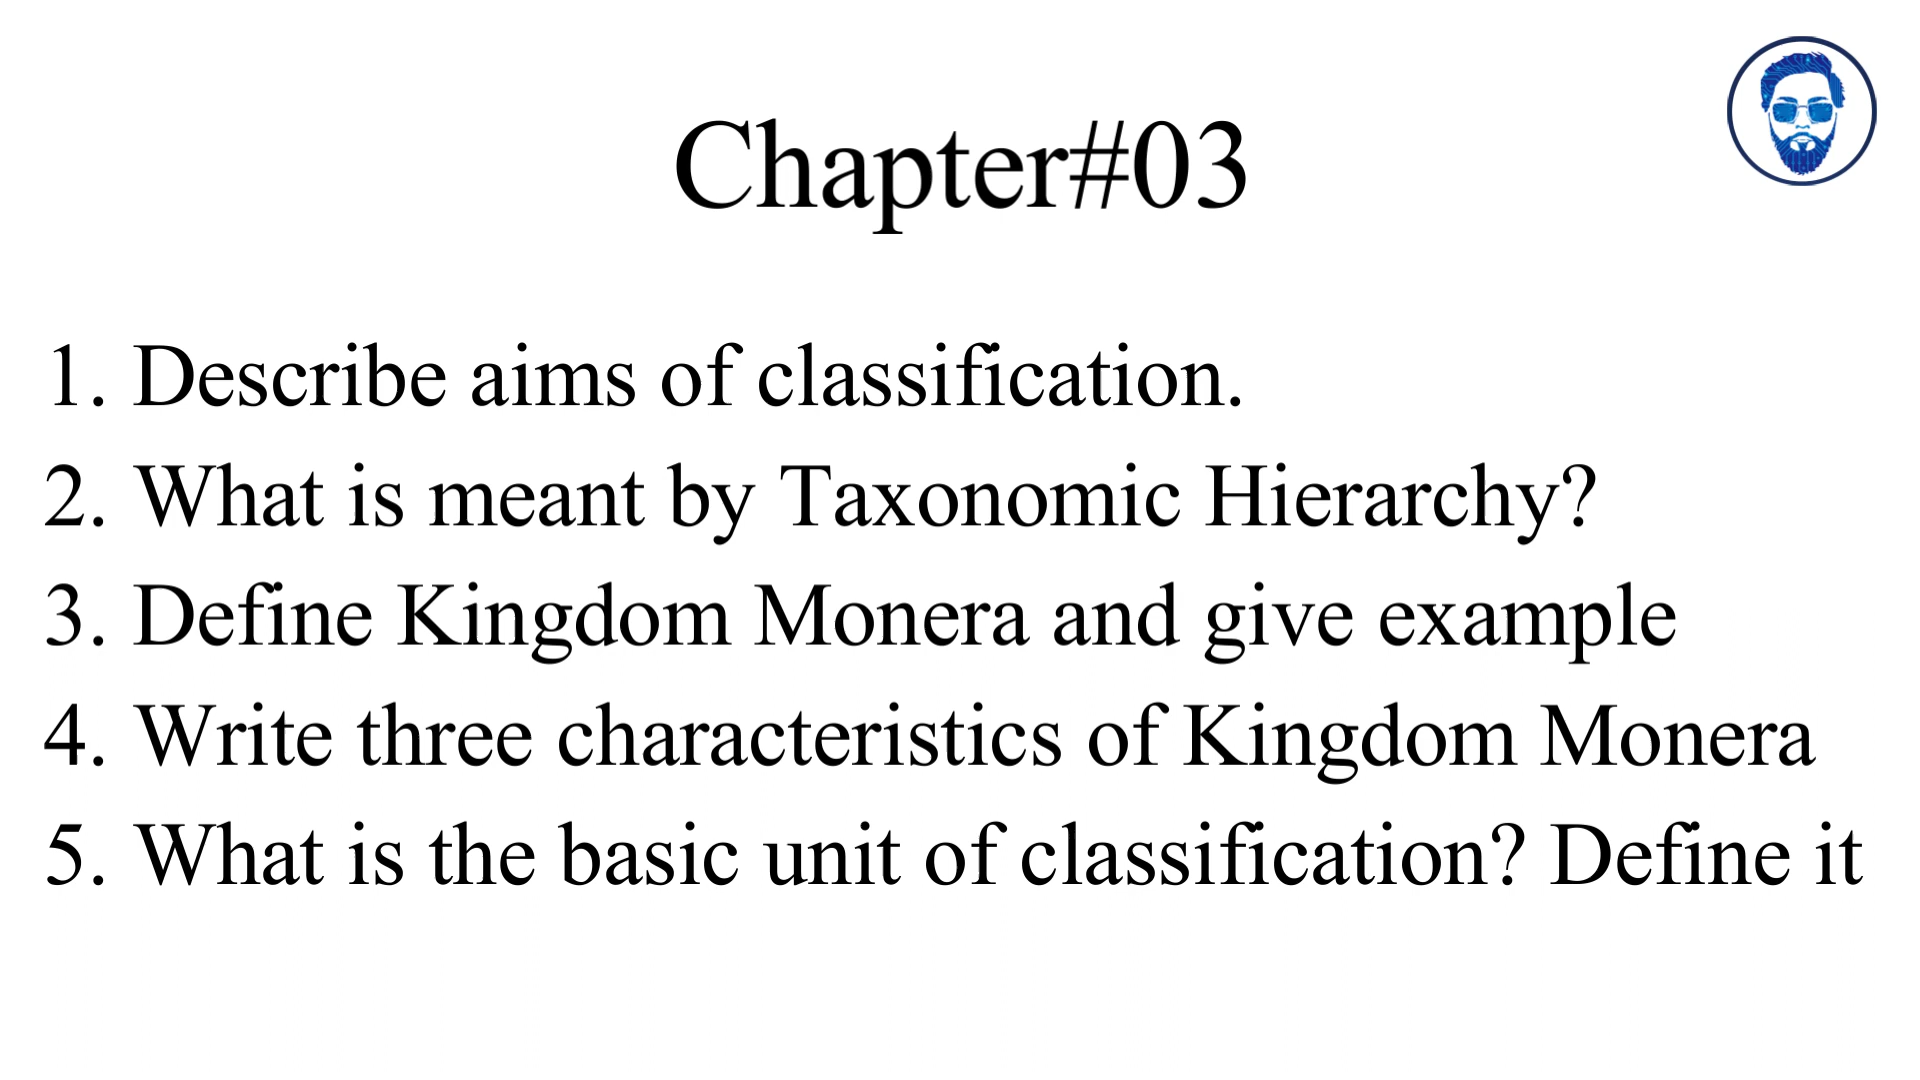 Chapter#03
1. Describe aims of classification.
2. What is meant by Taxonomic Hierarchy?
3. Define Kingdom Monera and give example
4. Write three characteristics of Kingdom Monera
5. What is the basic unit of classification? Define it